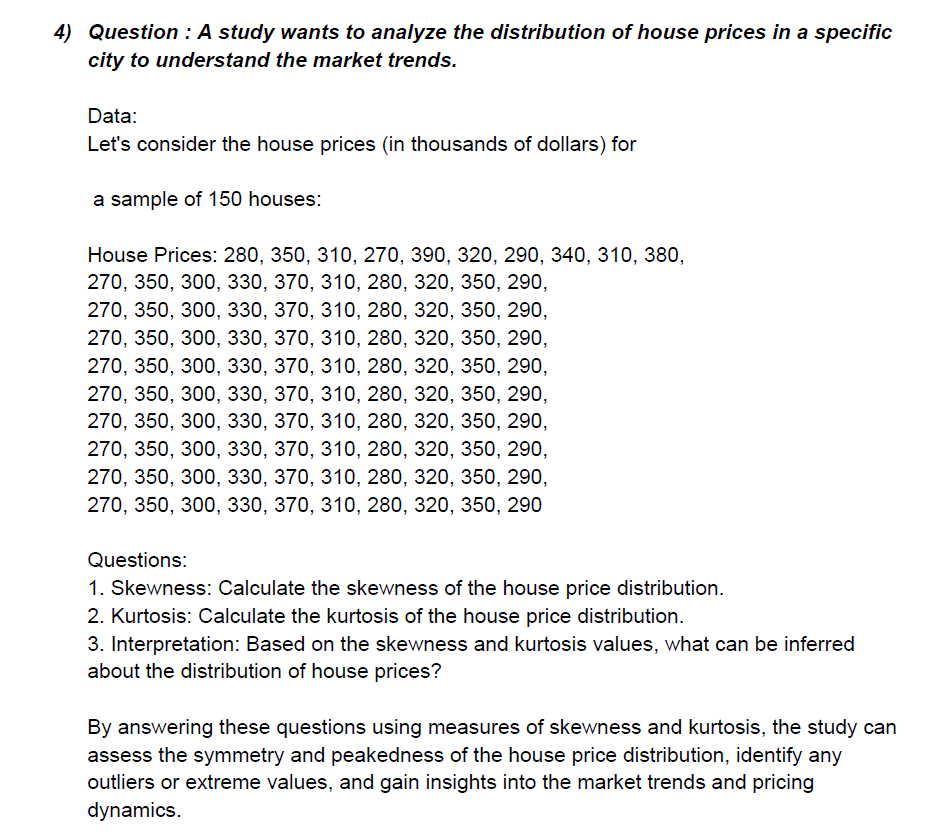 4) Question : A study wants to analyze the distribution of house prices in a specific
city to understand the market trends.
Data:
Let's consider the house prices (in thousands of dollars) for
a sample of 150 houses:
House Prices: 280, 350, 310, 270, 390, 320, 290, 340, 310, 380,
270, 350, 300, 330, 370, 310, 280, 320, 350, 290,
270, 350, 300, 330, 370, 310, 280, 320, 350, 290,
270, 350, 300, 330, 370, 310, 280, 320, 350, 290,
270, 350, 300, 330, 370, 310, 280, 320, 350, 290,
270, 350, 300, 330, 370, 310, 280, 320, 350, 290,
270, 350, 300, 330, 370, 310, 280, 320, 350, 290,
270, 350, 300, 330, 370, 310, 280, 320, 350, 290,
270, 350, 300, 330, 370, 310, 280, 320, 350, 290,
270, 350, 300, 330, 370, 310, 280, 320, 350, 290
Questions:
1. Skewness: Calculate the skewness of the house price distribution.
2. Kurtosis: Calculate the kurtosis of the house price distribution.
3. Interpretation: Based on the skewness and kurtosis values, what can be inferred
about the distribution of house prices?
By answering these questions using measures of skewness and kurtosis, the study can
assess the symmetry and peakedness of the house price distribution, identify any
outliers or extreme values, and gain insights into the market trends and pricing
dynamics.